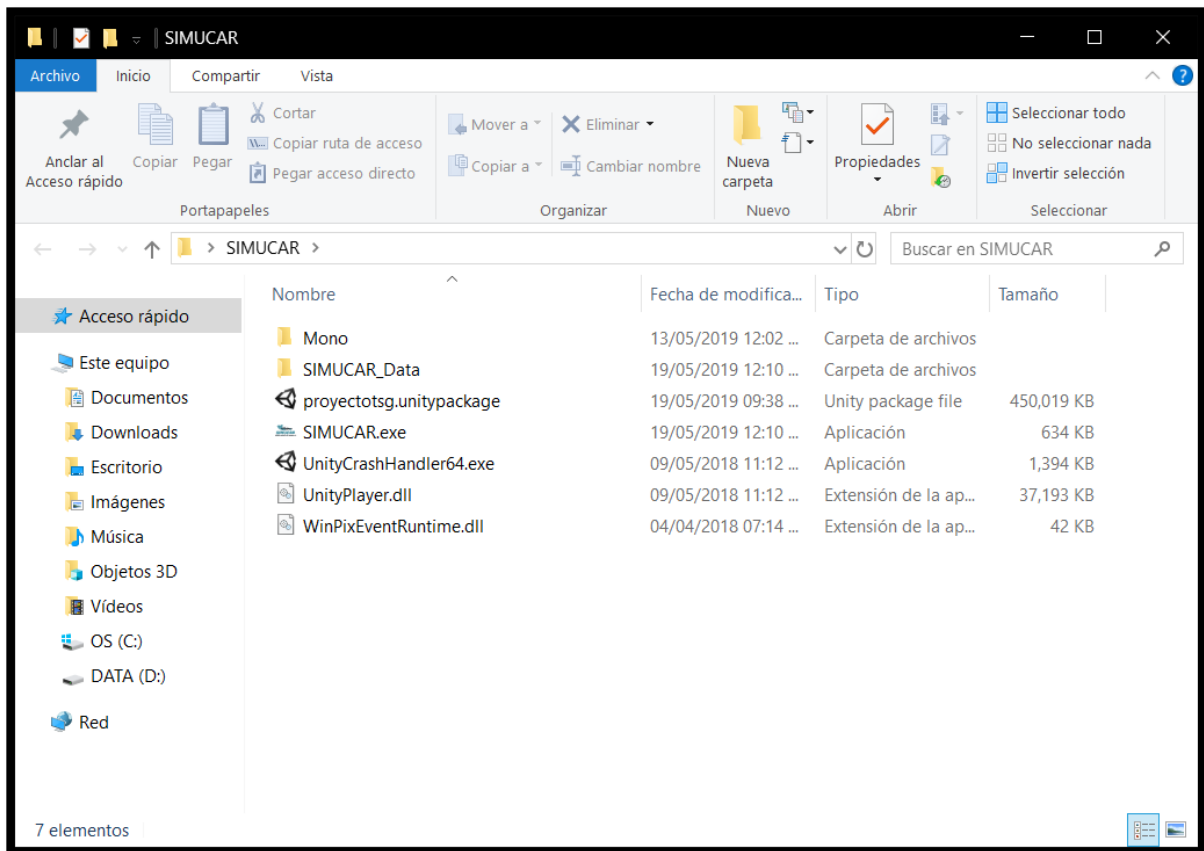 SIMUCAR
Archivo Inicio Compartir Vista
Anclar al Acceso rápido
Copiar
Pegar
Cortar
Copiar ruta de acceso
Pegar acceso directo
Portapapeles
Mover a
Copiar a
Eliminar
Cambiar nombre
Organizar
Nueva carpeta
Nuevo
Propiedades
Abrir
Seleccionar todo
No seleccionar nada
Invertir selección
Seleccionar
SIMUCAR
Buscar en SIMUCAR
Acceso rápido
Este equipo
Documentos
Downloads
Escritorio
Imágenes
Música
Objetos 3D
Vídeos
OS (C:)
DATA (D:)
Red
Nombre Fecha de modifica... Tipo Tamaño
Mono 13/05/2019 12:02 ... Carpeta de archivos
SIMUCAR_Data 19/05/2019 12:10 ... Carpeta de archivos
proyectotsg.unitypackage 19/05/2019 09:38 ... Unity package file 450,019 KB
SIMUCAR.exe 19/05/2019 12:10 ... Aplicación 634 KB
UnityCrashHandler64.exe 09/05/2018 11:12 ... Aplicación 1,394 KB
UnityPlayer.dll 09/05/2018 11:12 ... Extensión de la ap... 37,193 KB
WinPixEventRuntime.dll 04/04/2018 07:14 ... Extensión de la ap... 42 KB
7 elementos